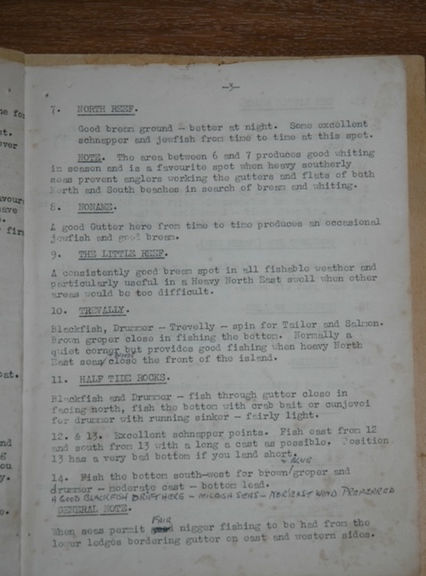 -3-
7. NORTH REEF.
Good bream ground - better at night. Some excellent
schnapper and jewfish from time to time at this spot.
NOTE. The area between 6 and 7 produces good whiting
in season and is a favourite spot when heavy southerly
seas prevent anglers working the gutters and flats of both
North and South beaches in search of bream and whiting.
8. NONAME.
A good Gutter here from time to time produces an occasional
jewfish and good bream.
9. THE LITTLE REEF.
A consistently good bream spot in all fishable weather and
particularly useful in a Heavy North East swell when other
areas would be too difficult.
10. TREVALLY.
Blackfish, Drummer - Trevelly - spin for Tailor and Salmon.
Brown groper close in fishing the bottom. Normally a
quiet corner but provides good fishing when heavy North
East seas close the front of the island.
11. HALF TIDE ROCKS.
Blackfish and Drummer - fish through gutter close in
facing north, fish the bottom with crab bait or cunjevoi
for drummer with running sinker - fairly light.
12. & 13. Excellent schnapper points. Fish east from 12
and south from 13 with a long a cast as possible. Position
13 has a very bad bottom if you land short.
BLUE
14. Fish the bottom south-west for brown/groper and
drummer - moderate cast - bottom lead.
A GOOD BLACKFISH DRIFT HERE - SEAS - NOR/EAST WIND PREFERRED
GENERAL NOTE.
FAIR
When seas permit nigger fishing to be had from the
lower ledges bordering gutter on east and western sides.